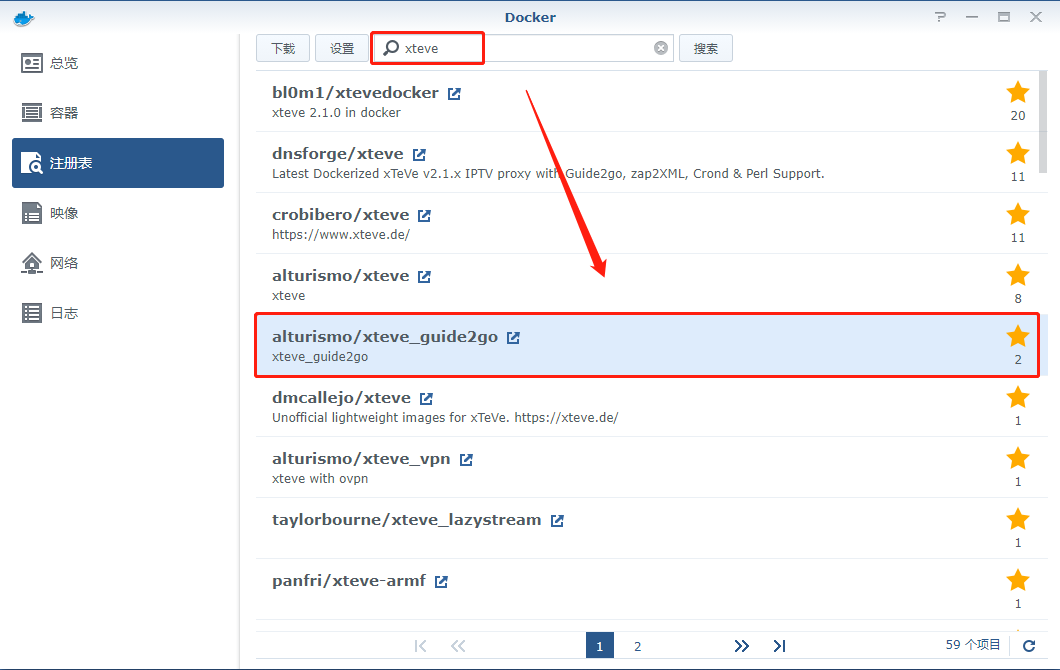 Docker
总览
容器
注册表
映像
网络
日志
下载 设置 xteve 搜索
bl0m1/xtevedocker
xteve 2.1.0 in docker
20
dnsforge/xteve
Latest Dockerized xTeVe v2.1.x IPTV proxy with Guide2go, zap2XML, Crond & Perl Support.
11
crobibero/xteve
https://www.xteve.de/
11
alturismo/xteve
xteve
8
alturismo/xteve_guide2go
xteve_guide2go
2
dmcallejo/xteve
Unofficial lightweight images for xTeVe. https://xteve.de/
1
alturismo/xteve_vpn
xteve with ovpn
1
taylorbourne/xteve_lazystream
1
panfri/xteve-armf
1
1 2 59 个项目